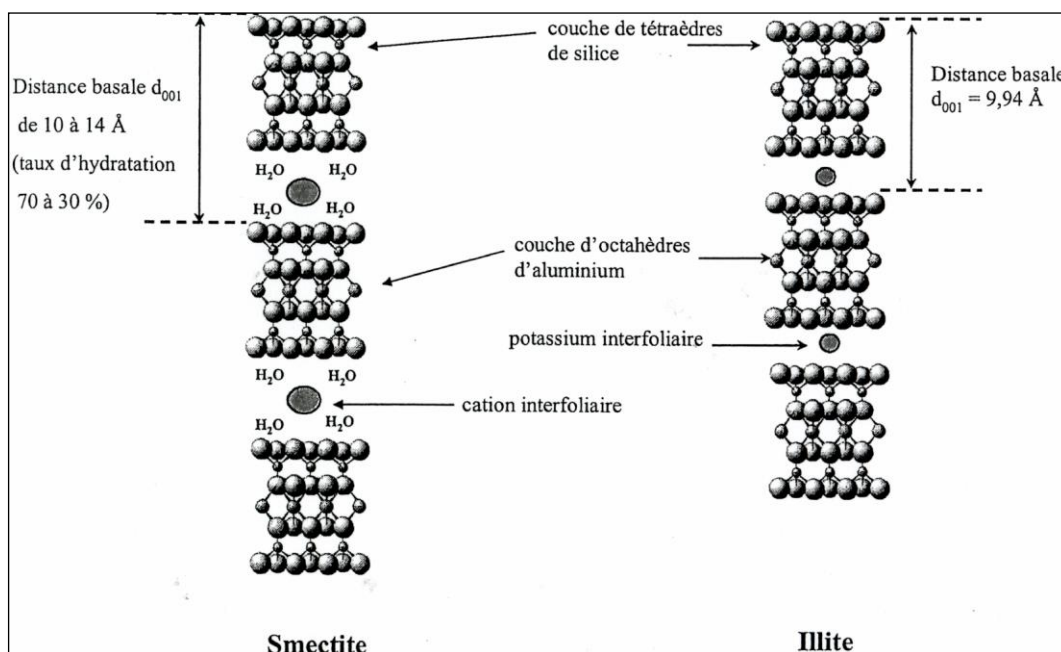 Distance basale d₀₀₁
de 10 à 14 Å
(taux d'hydratation
70 à 30 %)
couche de tétraèdres
de silice
Distance basale
d₀₀₁ = 9,94 Å
H₂O H₂O
H₂O H₂O
couche d'octahèdres
d'aluminium
potassium interfoliaire
H₂O H₂O
cation interfoliaire
H₂O H₂O
Smectite
Illite